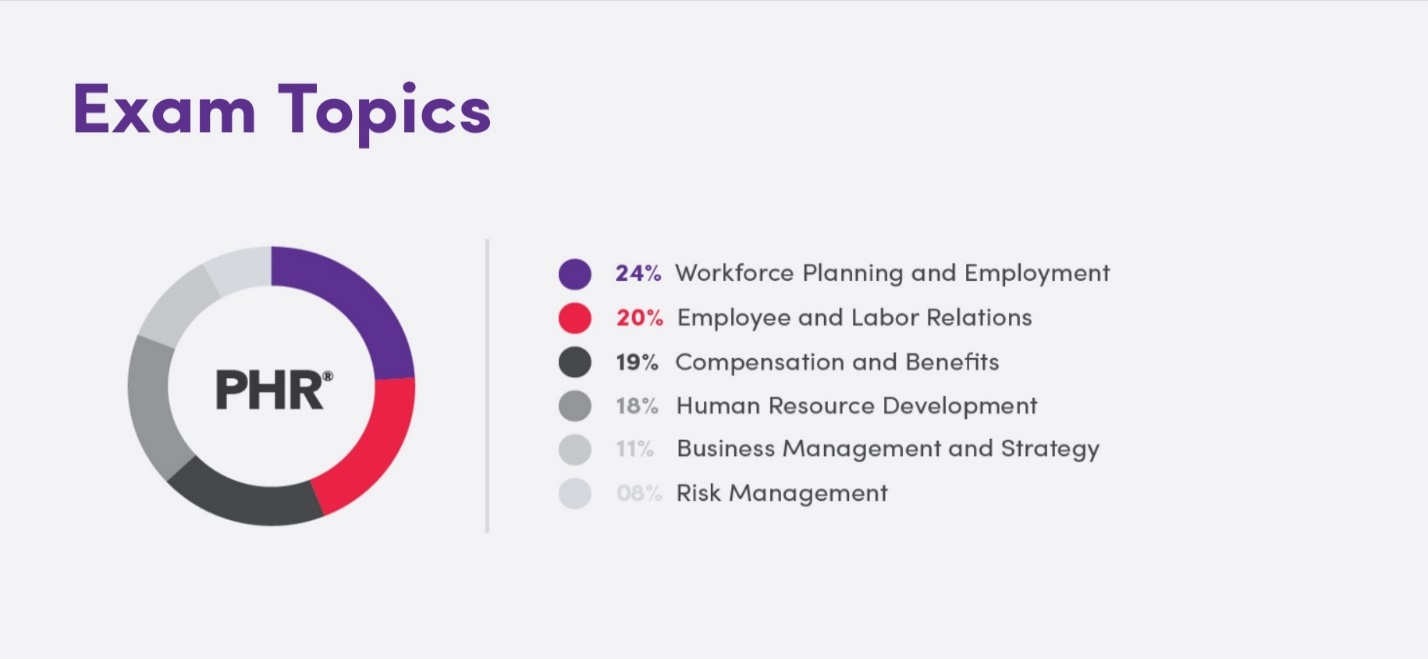 Exam Topics
PHR®
24% Workforce Planning and Employment
20% Employee and Labor Relations
19% Compensation and Benefits
18% Human Resource Development
11% Business Management and Strategy
08% Risk Management